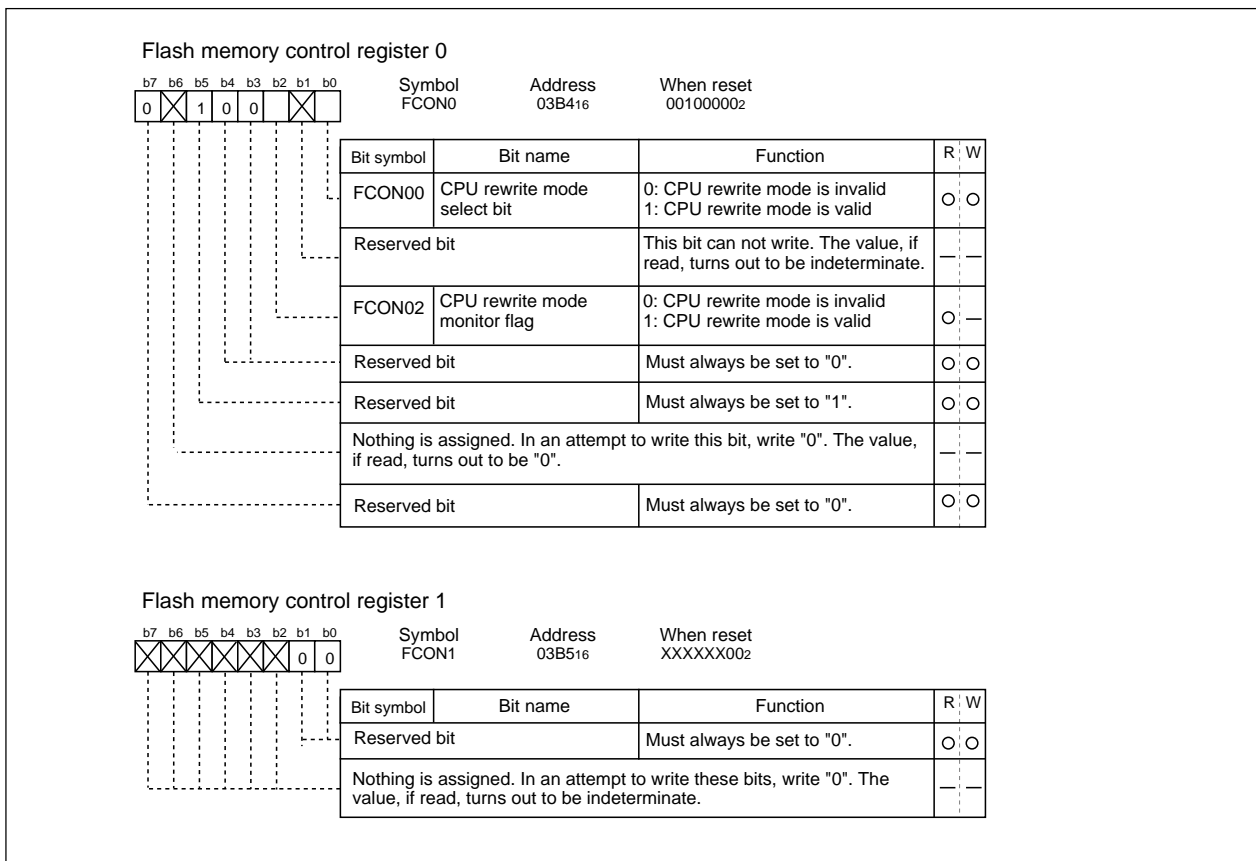 Flash memory control register 0
b7 b6 b5 b4 b3 b2 b1 b0
Symbol Address When reset
FCON0 03B416 001000002
0 1 0 0
Bit symbol Bit name Function R W
FCON00 CPU rewrite mode select bit 0: CPU rewrite mode is invalid
1: CPU rewrite mode is valid
Reserved bit This bit can not write. The value, if
read, turns out to be indeterminate.
FCON02 CPU rewrite mode monitor flag 0: CPU rewrite mode is invalid
1: CPU rewrite mode is valid
Reserved bit Must always be set to "0".
Reserved bit Must always be set to "1".
Nothing is assigned. In an attempt to write this bit, write "0". The value,
if read, turns out to be "0".
Reserved bit Must always be set to "0".
Flash memory control register 1
b7 b6 b5 b4 b3 b2 b1 b0
Symbol Address When reset
FCON1 03B516 XXXXXX002
0 0
Bit symbol Bit name Function R W
Reserved bit Must always be set to "0".
Nothing is assigned. In an attempt to write these bits, write "0". The
value, if read, turns out to be indeterminate.